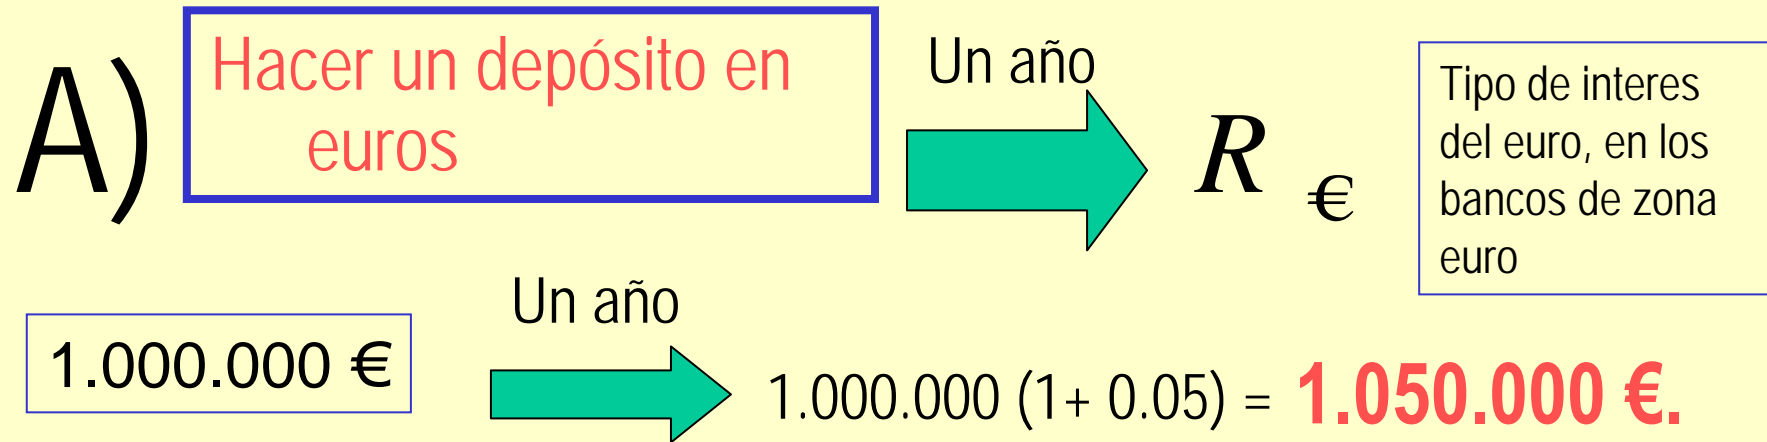 A)
Hacer un depósito en
euros
Un año
R €
Tipo de interes
del euro, en los
bancos de zona
euro
1.000.000 €
Un año
1.000.000 (1+ 0.05) = 1.050.000 €.